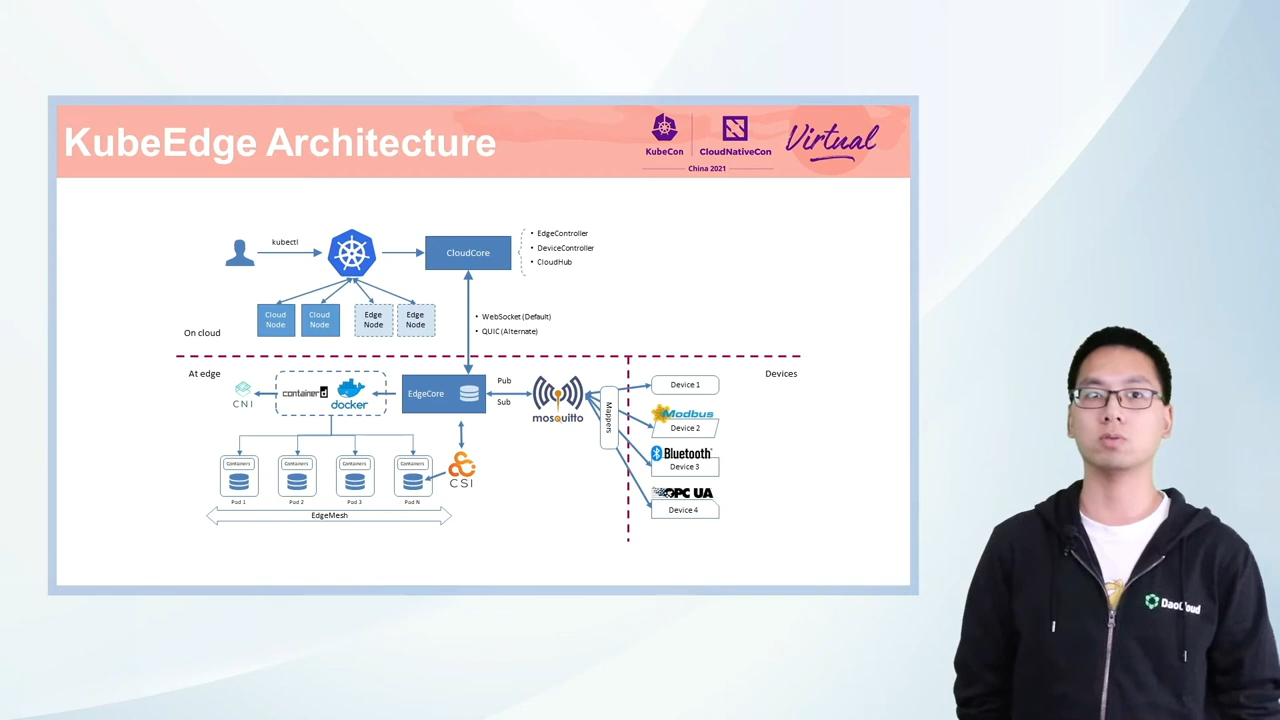 KubeEdge Architecture
KubeCon
CloudNativeCon
Virtual
China 2021
kubectl
CloudCore
• EdgeController
• DeviceController
• CloudHub
Cloud Node
Cloud Node
Edge Node
Edge Node
• WebSocket (Default)
• QUIC (Alternate)
On cloud
At edge
Devices
CNI
containerd
docker
EdgeCore
Pub
Sub
mosquitto
Mappers
Device 1
Modbus
Device 2
Bluetooth
Device 3
OPC UA
Device 4
Containers
Containers
Containers
Containers
Pod 1
Pod 2
Pod 3
Pod N
CSI
EdgeMesh
DaoCloud